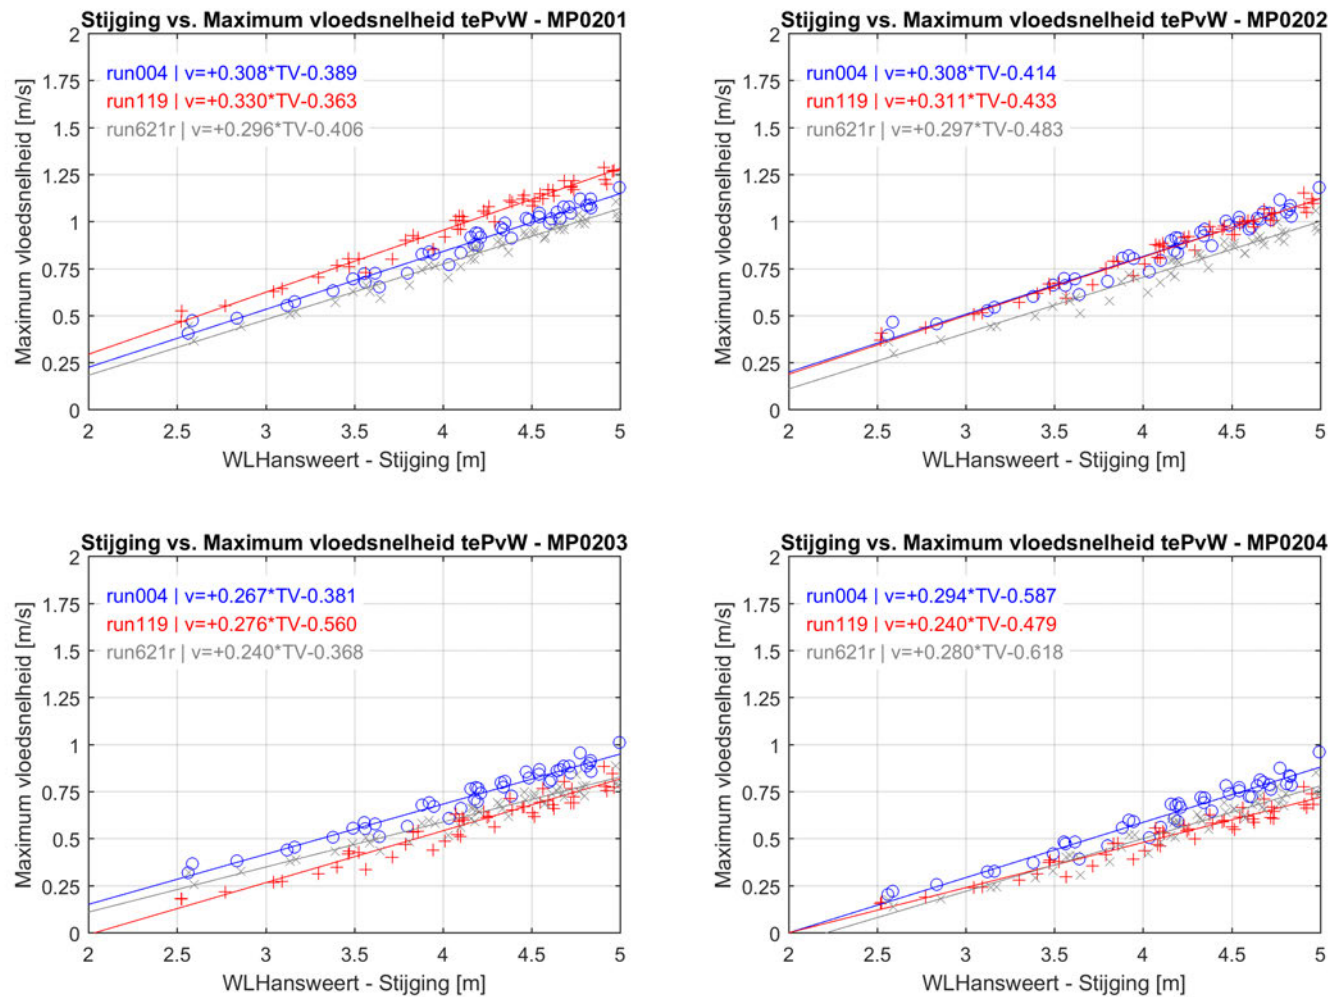 Stijging vs. Maximum vloedsnelheid tePvW - MP0201
2
1.75
1.5
1.25
1
0.75
0.5
0.25
0
Maximum vloedsnelheid [m/s]
run004 | v=+0.308*TV-0.389
run119 | v=+0.330*TV-0.363
run621r | v=+0.296*TV-0.406
2 2.5 3 3.5 4 4.5 5
WLHansweert - Stijging [m]
Stijging vs. Maximum vloedsnelheid tePvW - MP0202
2
1.75
1.5
1.25
1
0.75
0.5
0.25
0
Maximum vloedsnelheid [m/s]
run004 | v=+0.308*TV-0.414
run119 | v=+0.311*TV-0.433
run621r | v=+0.297*TV-0.483
2 2.5 3 3.5 4 4.5 5
WLHansweert - Stijging [m]
Stijging vs. Maximum vloedsnelheid tePvW - MP0203
2
1.75
1.5
1.25
1
0.75
0.5
0.25
0
Maximum vloedsnelheid [m/s]
run004 | v=+0.267*TV-0.381
run119 | v=+0.276*TV-0.560
run621r | v=+0.240*TV-0.368
2 2.5 3 3.5 4 4.5 5
WLHansweert - Stijging [m]
Stijging vs. Maximum vloedsnelheid tePvW - MP0204
2
1.75
1.5
1.25
1
0.75
0.5
0.25
0
Maximum vloedsnelheid [m/s]
run004 | v=+0.294*TV-0.587
run119 | v=+0.240*TV-0.479
run621r | v=+0.280*TV-0.618
2 2.5 3 3.5 4 4.5 5
WLHansweert - Stijging [m]